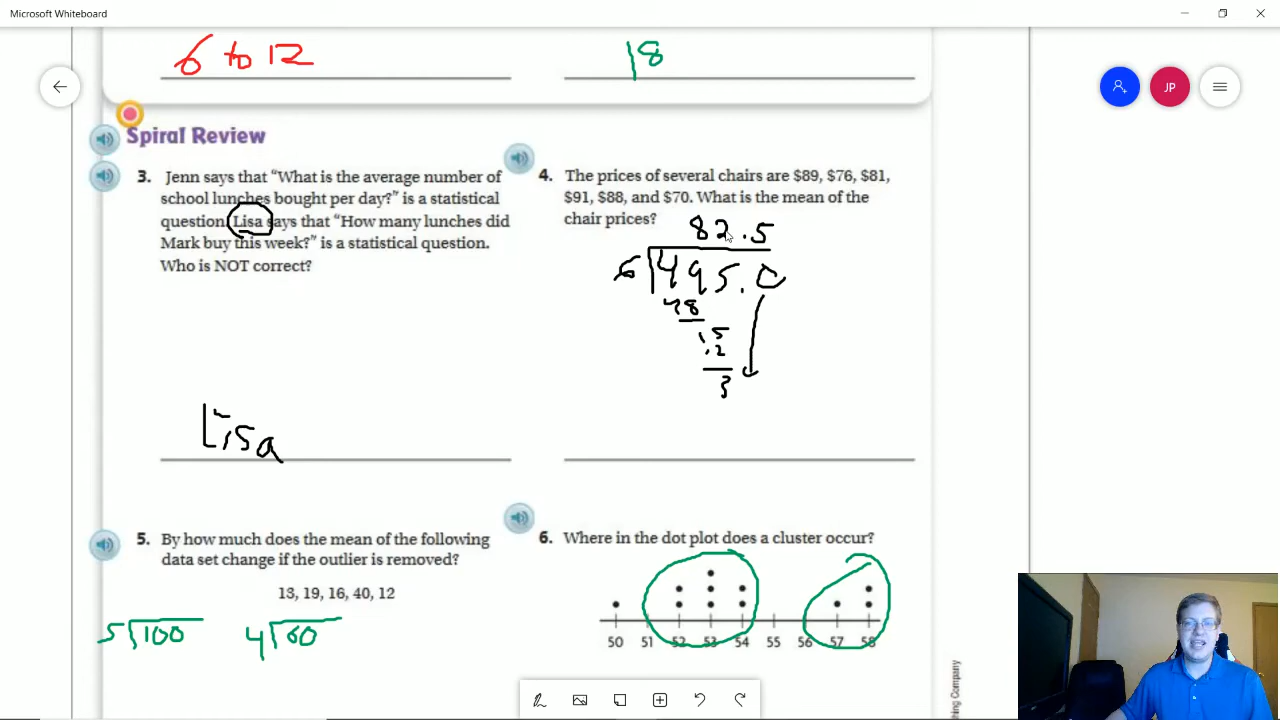 Microsoft Whiteboard
6 to 12
18
JP
Spiral Review
3. Jenn says that "What is the average number of
school lunches bought per day?" is a statistical
question. Lisa says that "How many lunches did
Mark buy this week?" is a statistical question.
Who is NOT correct?
Lisa
4. The prices of several chairs are $89, $76, $81,
$91, $88, and $70. What is the mean of the
chair prices?
82.5
6 495.0
48
15
12
3
5. By how much does the mean of the following
data set change if the outlier is removed?
13, 19, 16, 40, 12
5 100 4 60
6. Where in the dot plot does a cluster occur?
50 51 52 53 54 55 56 57 58
hing Company